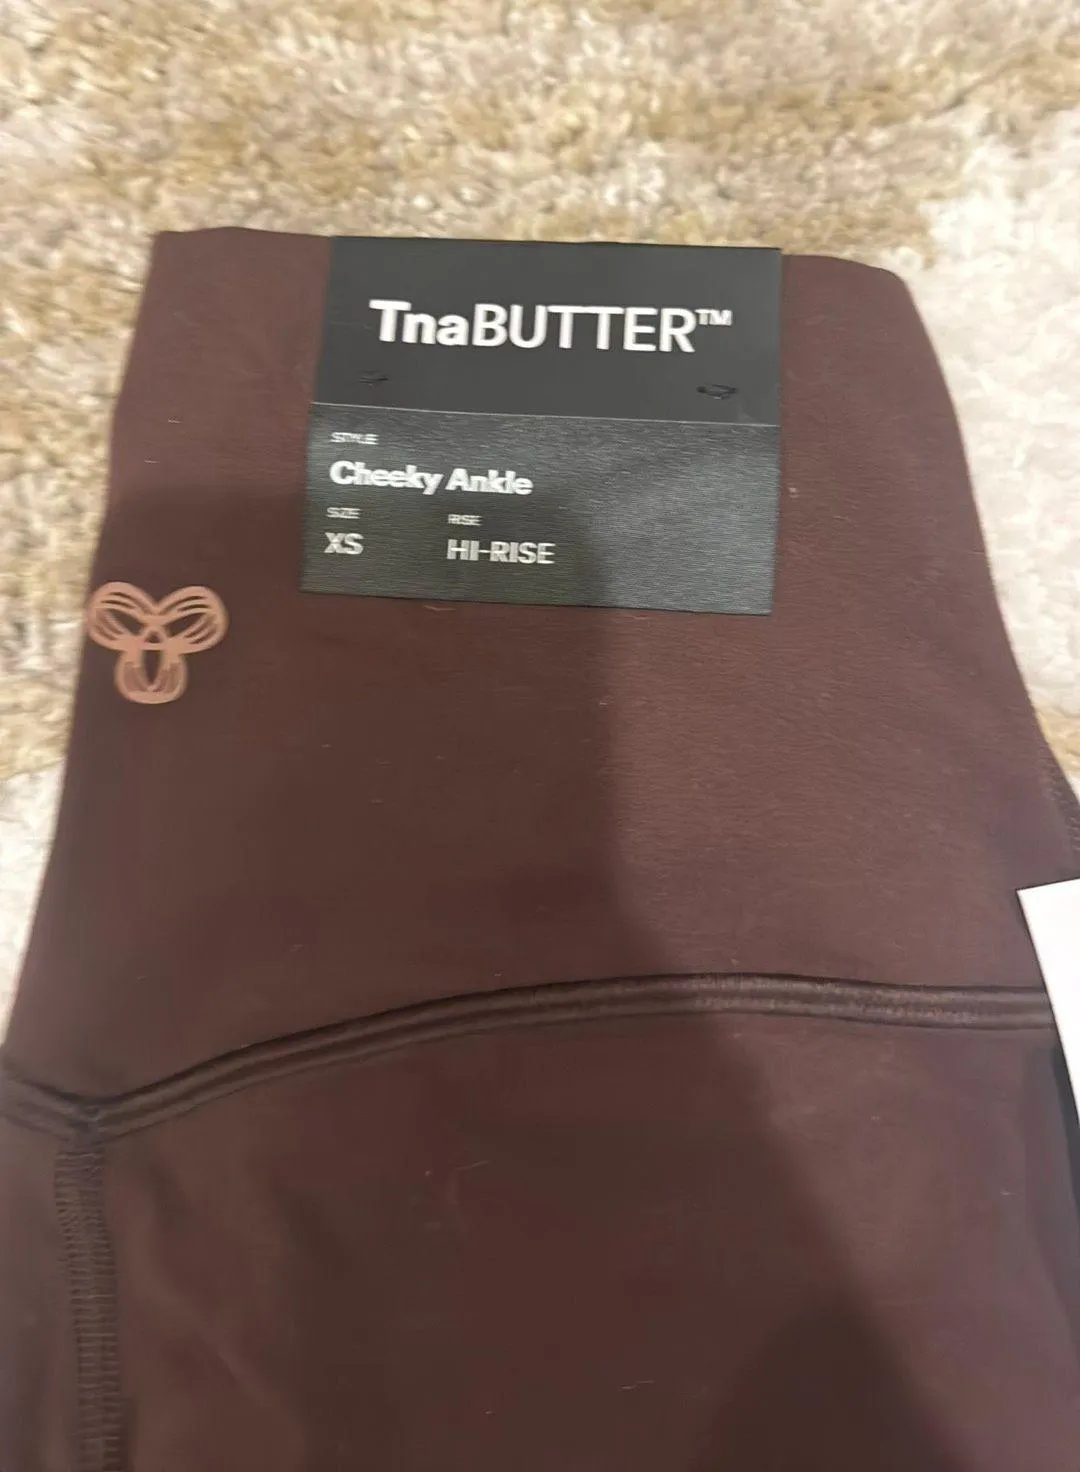 TnaBUTTER™
STYLE
Cheeky Ankle
SIZE RISE
XS HI-RISE